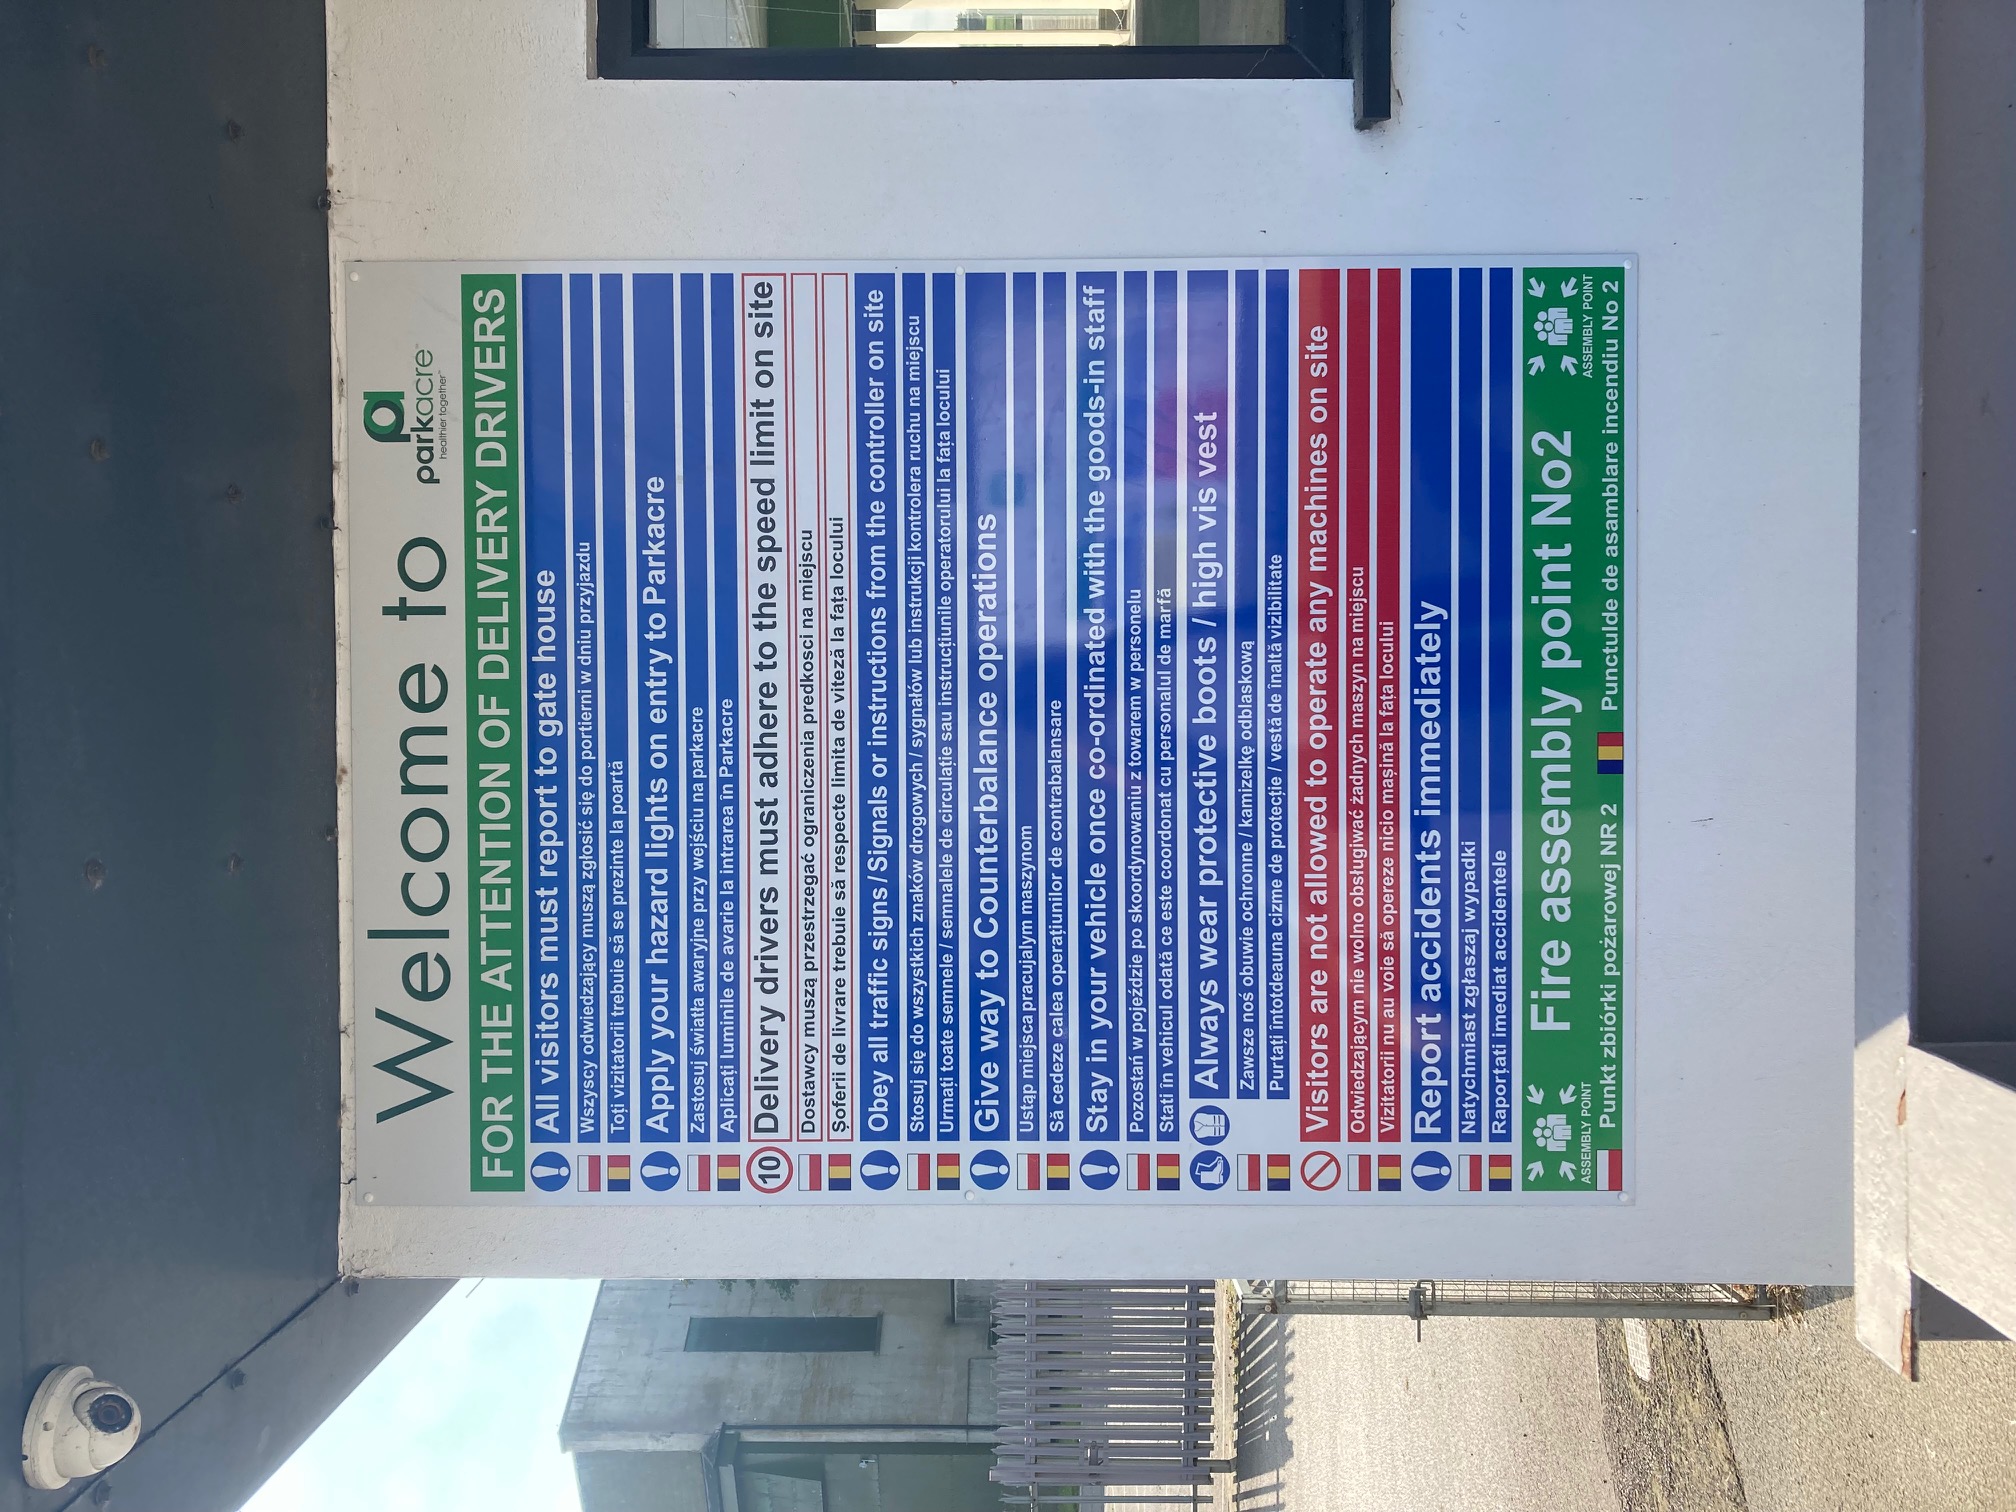 Welcome to
parkacre
healthier together
FOR THE ATTENTION OF DELIVERY DRIVERS
All visitors must report to gate house
Wszyscy odwiedzający muszą zgłosić się do portierni w dniu przyjazdu
Toți vizitatorii trebuie să se prezinte la poartă
Apply your hazard lights on entry to Parkacre
Zastosuj światła awaryjne przy wejściu na parkacre
Aplicați luminile de avarie la intrarea în Parkacre
10 Delivery drivers must adhere to the speed limit on site
Dostawcy muszą przestrzegać ograniczenia predkosci na miejscu
Șoferii de livrare trebuie să respecte limita de viteză la fața locului
Obey all traffic signs / Signals or instructions from the controller on site
Stosuj się do wszystkich znaków drogowych / sygnałów lub instrukcji kontrolera ruchu na miejscu
Urmați toate semnele / semnalele de circulație sau instrucțiunile operatorului la fața locului
Give way to Counterbalance operations
Ustąp miejsca pracujałym maszynom
Să cedeze calea operațiunilor de contrabalansare
Stay in your vehicle once co-ordinated with the goods-in staff
Pozostań w pojeździe po skoordynowaniu z towarem w personelu
Stati în vehicul odată ce este coordonat cu personalul de marfă
Always wear protective boots / high vis vest
Zawsze noś obuwie ochronne / kamizelkę odblaskową
Purtați întotdeauna cizme de protecție / vestă de înaltă vizibilitate
Visitors are not allowed to operate any machines on site
Odwiedzającym nie wolno obsługiwać żadnych maszyn na miejscu
Vizitatorii nu au voie să opereze nicio mașină la fața locului
Report accidents immediately
Natychmiast zgłaszaj wypadki
Raportați imediat accidentele
ASSEMBLY POINT
Fire assembly point No2
ASSEMBLY POINT
Punkt zbiórki pożarowej NR 2
Punctulde de asamblare incendiu No 2